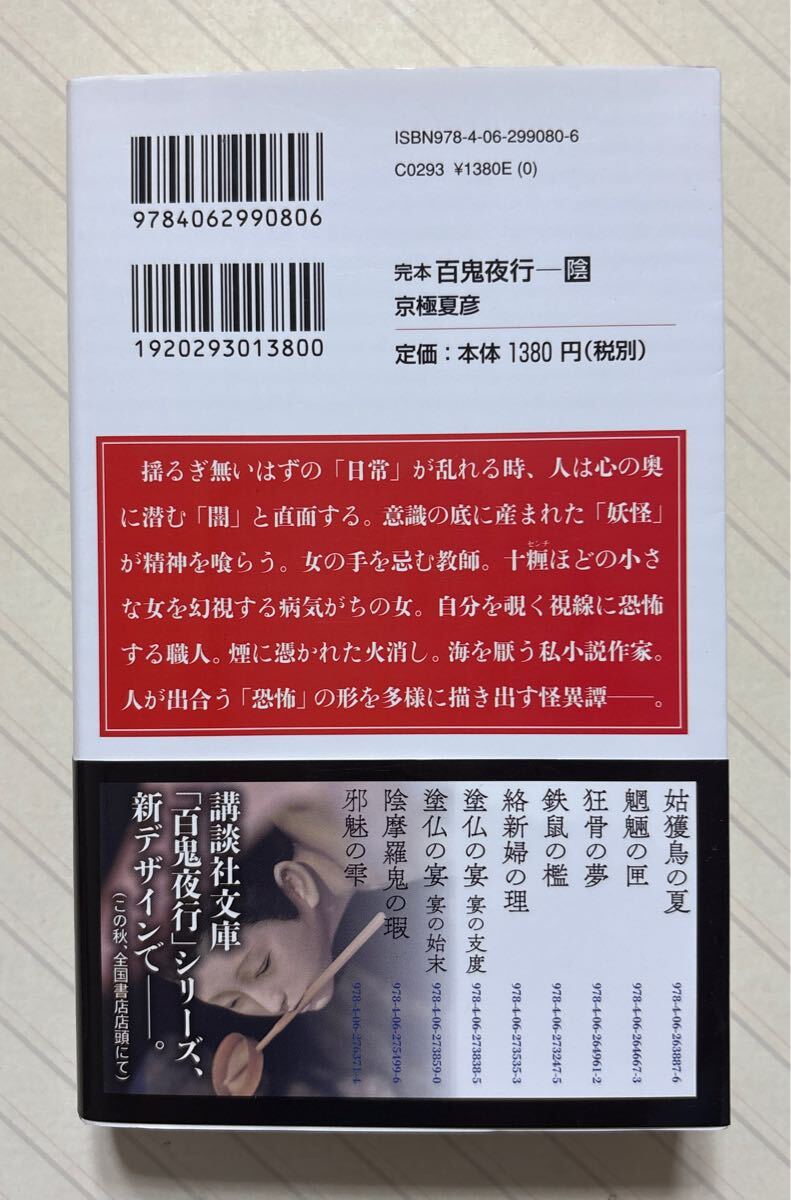 ISBN978-4-06-299080-6
C0293 ¥1380E (0)
9784062990806
1920293013800
完本 百鬼夜行——陰
京極夏彦
定価：本体 1380 円(税別)
揺るぎ無いはずの「日常」が乱れる時、人は心の奥
に潜む「闇」と直面する。意識の底に産まれた「妖怪」
が精神を喰らう。女の手を忌む教師。十糎ほどの小さ
センチ
な女を幻視する病気がちの女。自分を覗く視線に恐怖
する職人。煙に憑かれた火消し。海を厭う私小説作家。
人が出合う「恐怖」の形を多様に描き出す怪異譚——。
姑獲鳥の夏 978-4-06-263887-6
魍魎の匣 978-4-06-264667-3
狂骨の夢 978-4-06-264961-2
鉄鼠の檻 978-4-06-273247-5
絡新婦の理 978-4-06-273535-3
塗仏の宴 宴の支度 978-4-06-273838-5
塗仏の宴 宴の始末 978-4-06-273859-0
陰摩羅鬼の瑕 978-4-06-275499-6
邪魅の雫 978-4-06-276371-4
講談社文庫
「百鬼夜行」シリーズ、
新デザインで——。
(この秋、全国書店店頭にて)